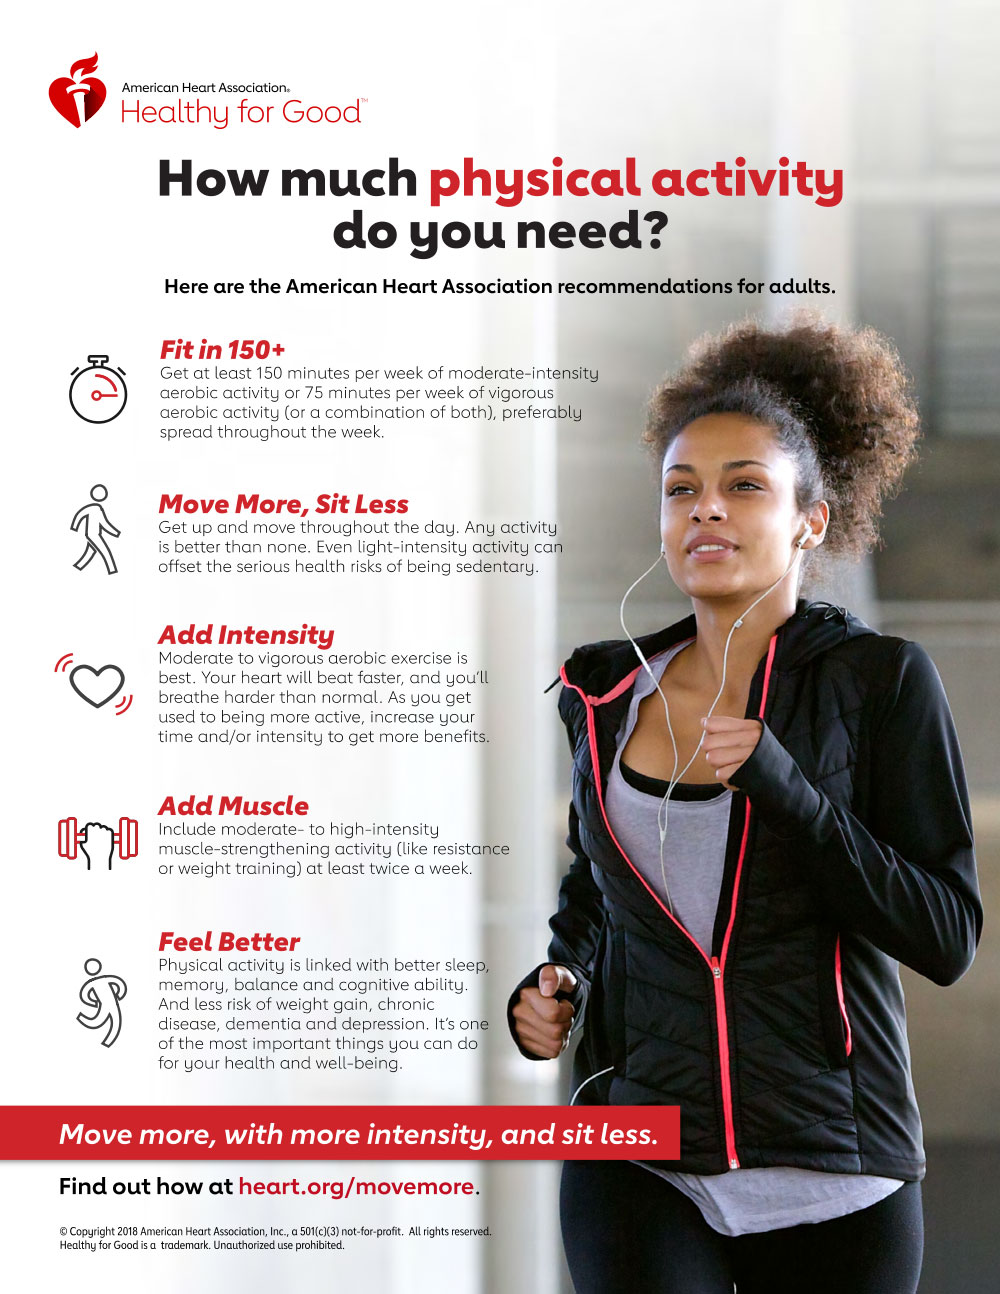 American Heart Association®
Healthy for Good™
How much physical activity
do you need?
Here are the American Heart Association recommendations for adults.
Fit in 150+
Get at least 150 minutes per week of moderate-intensity
aerobic activity or 75 minutes per week of vigorous
aerobic activity (or a combination of both), preferably
spread throughout the week.
Move More, Sit Less
Get up and move throughout the day. Any activity
is better than none. Even light-intensity activity can
offset the serious health risks of being sedentary.
Add Intensity
Moderate to vigorous aerobic exercise is
best. Your heart will beat faster, and you’ll
breathe harder than normal. As you get
used to being more active, increase your
time and/or intensity to get more benefits.
Add Muscle
Include moderate- to high-intensity
muscle-strengthening activity (like resistance
or weight training) at least twice a week.
Feel Better
Physical activity is linked with better sleep,
memory, balance and cognitive ability.
And less risk of weight gain, chronic
disease, dementia and depression. It’s one
of the most important things you can do
for your health and well-being.
Move more, with more intensity, and sit less.
Find out how at heart.org/movemore.
© Copyright 2018 American Heart Association, Inc., a 501(c)(3) not-for-profit. All rights reserved.
Healthy for Good is a trademark. Unauthorized use prohibited.